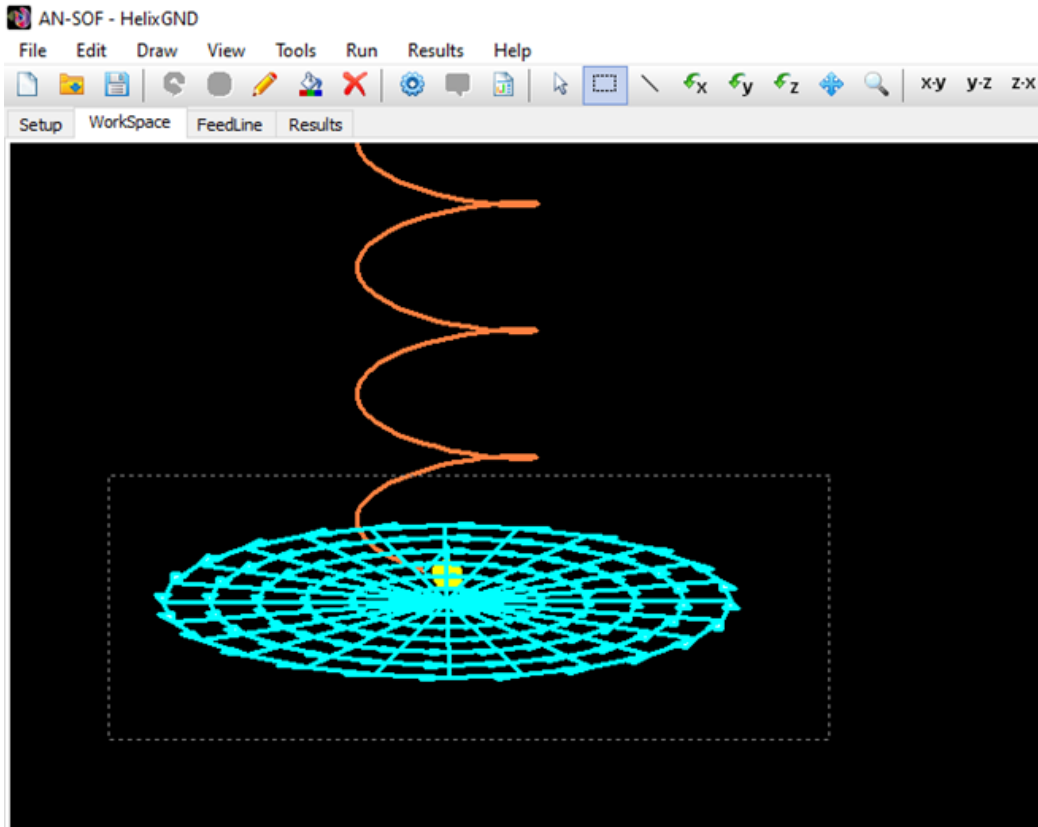 AN-SOF - HelixGND
File Edit Draw View Tools Run Results Help
x y z x-y y-z z-x
Setup WorkSpace FeedLine Results